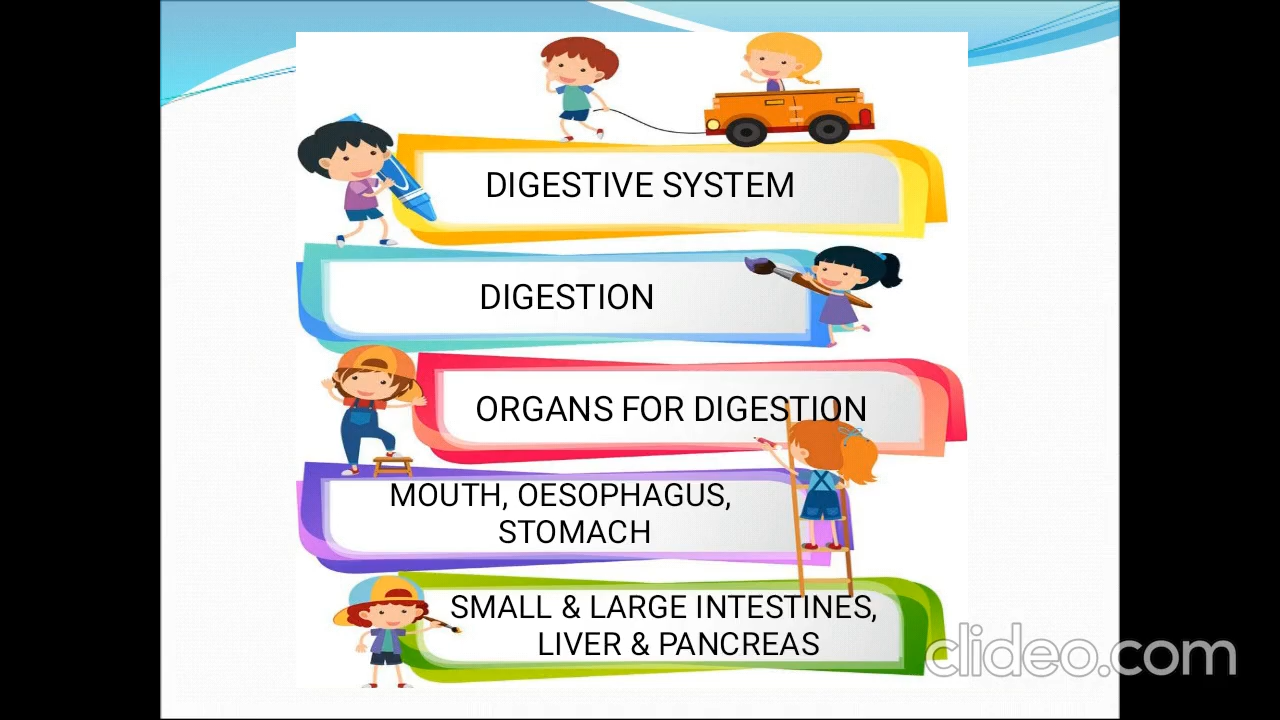 DIGESTIVE SYSTEM
DIGESTION
ORGANS FOR DIGESTION
MOUTH, OESOPHAGUS,
STOMACH
SMALL & LARGE INTESTINES,
LIVER & PANCREAS
clideo.com